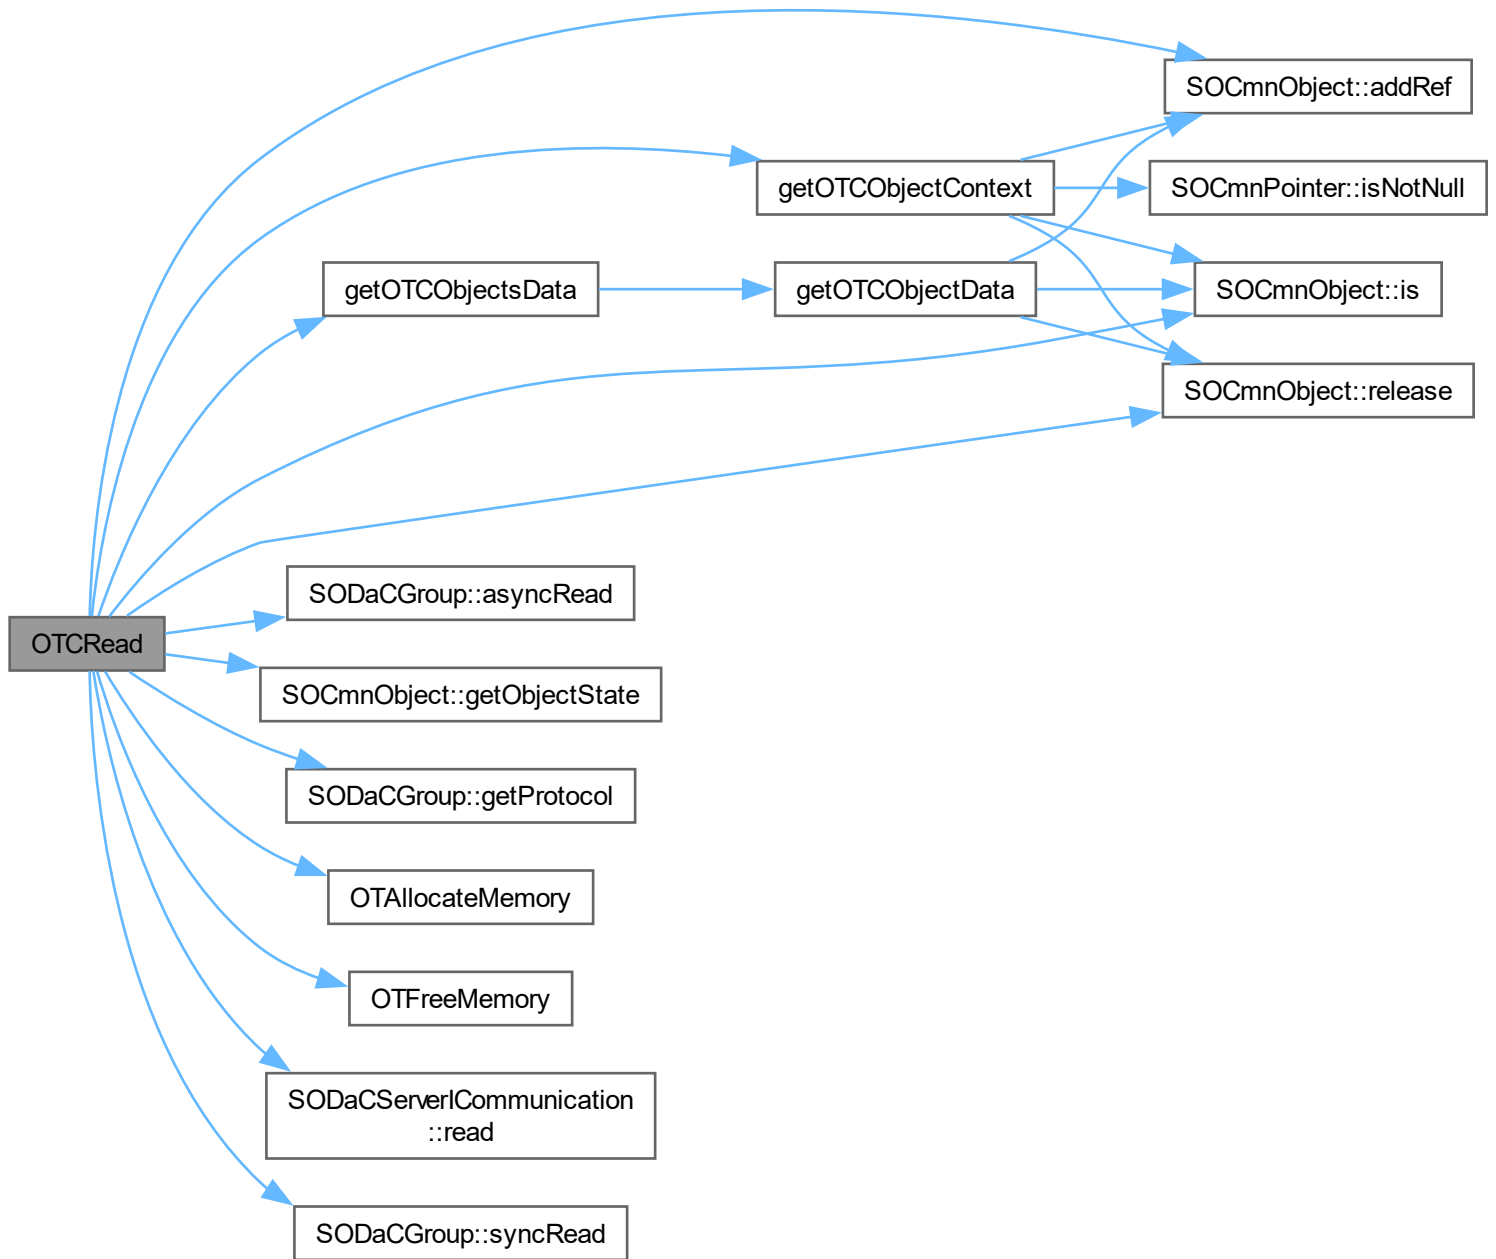 SOCmnObject::addRef
getOTCObjectContext
SOCmnPointer::isNotNull
getOTCObjectsData
getOTCObjectData
SOCmnObject::is
SOCmnObject::release
SODaCGroup::asyncRead
OTCRead
SOCmnObject::getObjectState
SODaCGroup::getProtocol
OTAllocateMemory
OTFreeMemory
SODaCServerICommunication
::read
SODaCGroup::syncRead